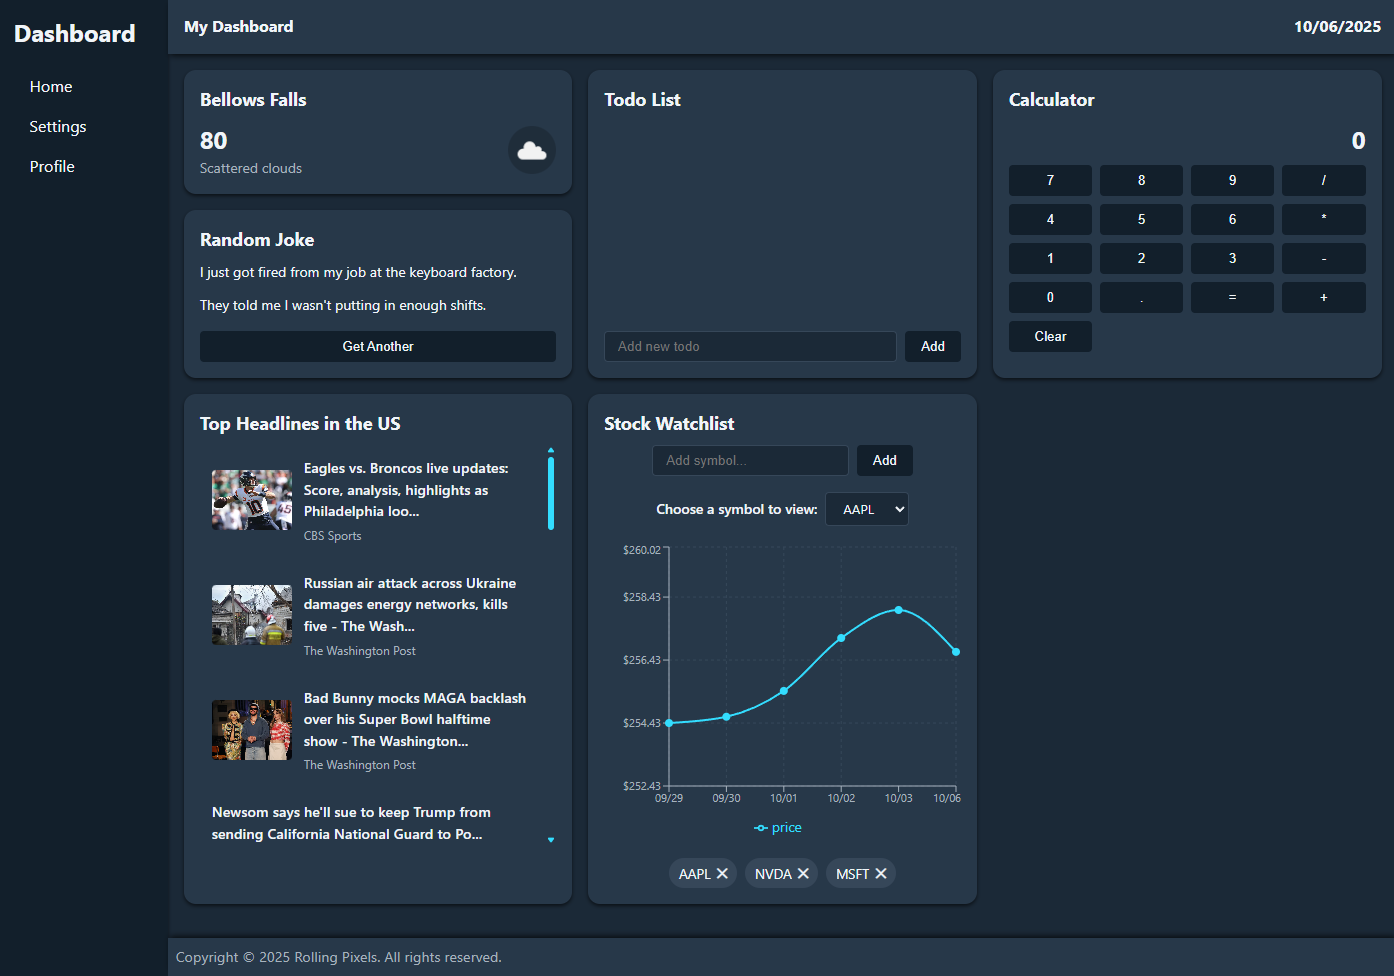 Dashboard
Home
Settings
Profile
My Dashboard
10/06/2025
Bellows Falls
80
Scattered clouds
Random Joke
I just got fired from my job at the keyboard factory.
They told me I wasn't putting in enough shifts.
Get Another
Todo List
Add new todo
Add
Calculator
0
7 8 9 /
4 5 6 *
1 2 3 -
0 . = +
Clear
Top Headlines in the US
Eagles vs. Broncos live updates:
Score, analysis, highlights as
Philadelphia loo...
CBS Sports
Russian air attack across Ukraine
damages energy networks, kills
five - The Wash...
The Washington Post
Bad Bunny mocks MAGA backlash
over his Super Bowl halftime
show - The Washington...
The Washington Post
Newsom says he'll sue to keep Trump from
sending California National Guard to Po...
Stock Watchlist
Add symbol...
Add
Choose a symbol to view:
AAPL
$260.02
$258.43
$256.43
$254.43
$252.43
09/29 09/30 10/01 10/02 10/03 10/06
price
AAPL
NVDA
MSFT
Copyright © 2025 Rolling Pixels. All rights reserved.